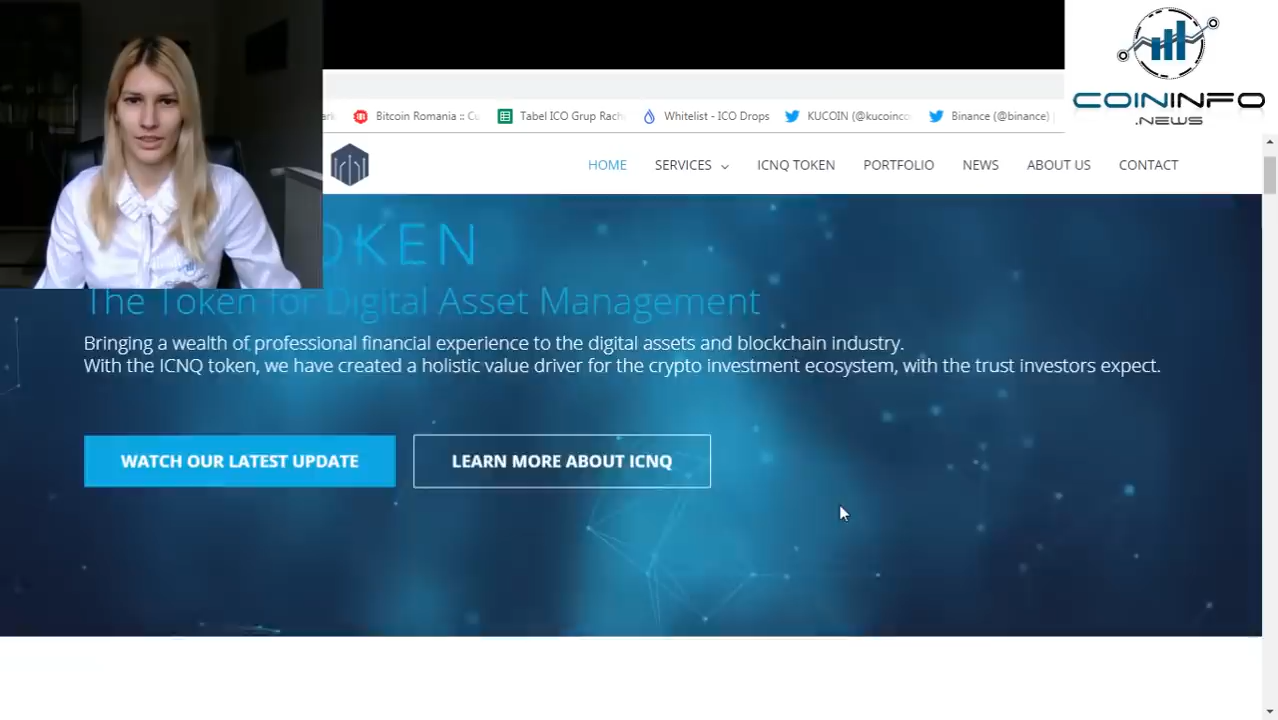 COININFO
.NEWS
Bitcoin Romania :: Cu
Tabel ICO Grup Rach
Whitelist - ICO Drops
KUCOIN (@kucoinco
Binance (@binance)
HOME
SERVICES
ICNQ TOKEN
PORTFOLIO
NEWS
ABOUT US
CONTACT
OKEN
The Token for Digital Asset Management
Bringing a wealth of professional financial experience to the digital assets and blockchain industry.
With the ICNQ token, we have created a holistic value driver for the crypto investment ecosystem, with the trust investors expect.
WATCH OUR LATEST UPDATE
LEARN MORE ABOUT ICNQ